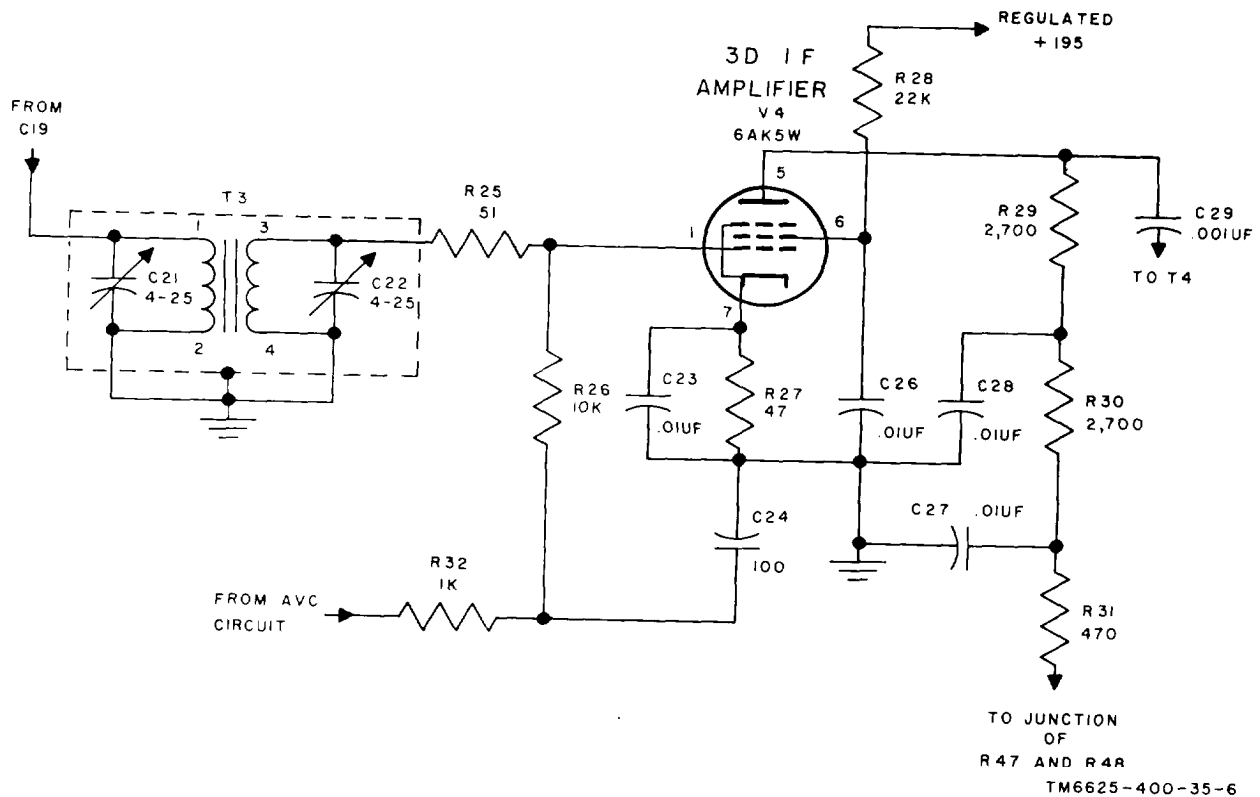 REGULATED
+195
3D IF
AMPLIFIER
V4
6AK5W
R28
22K
FROM
C19
T3
R25
51
5
1
6
7
R29
2,700
C29
.001UF
TO T4
1
3
C21
4-25
C22
4-25
2
4
R26
10K
C23
.01UF
R27
47
C26
.01UF
C28
.01UF
R30
2,700
C27
.01UF
C24
100
R32
1K
FROM AVC
CIRCUIT
R31
470
TO JUNCTION
OF
R47 AND R48
TM6625-400-35-6